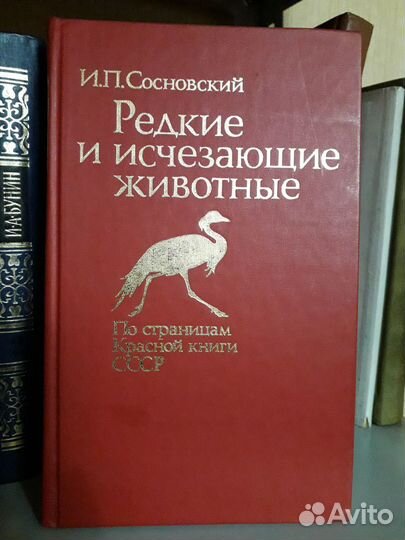 И.П.Сосновский
Редкие
и исчезающие
животные
По страницам
Красной книги
СССР
И·А·БУНИН
Avito